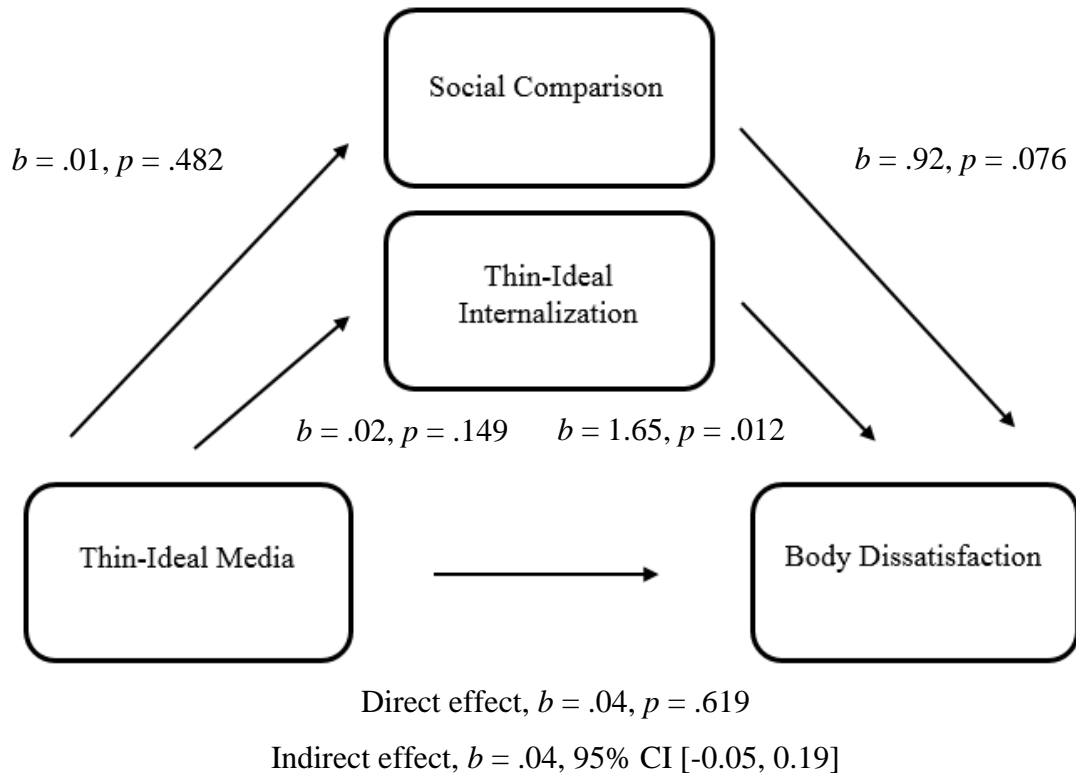 Social Comparison
b = .01, p = .482
b = .92, p = .076
Thin-Ideal
Internalization
b = .02, p = .149
b = 1.65, p = .012
Thin-Ideal Media
Body Dissatisfaction
Direct effect, b = .04, p = .619
Indirect effect, b = .04, 95% CI [-0.05, 0.19]